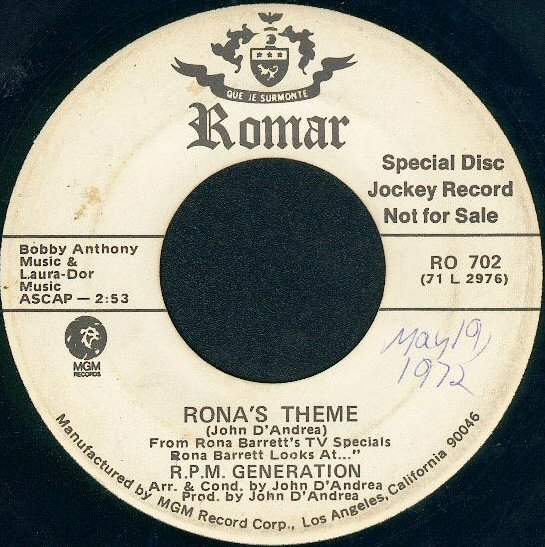 QUE JE SURMONTE
Romar
Special Disc
Jockey Record
Not for Sale
Bobby Anthony
Music &
Laura-Dor
Music
ASCAP — 2:53
RO 702
(71 L 2976)
MGM
RECORDS
May 19,
1972
RONA'S THEME
(John D'Andrea)
From Rona Barrett's TV Specials
Rona Barrett Looks At..."
R.P.M. GENERATION
Arr. & Cond. by John D'Andrea
Prod. by John D'Andrea
Manufactured by MGM Record Corp., Los Angeles, California 90046